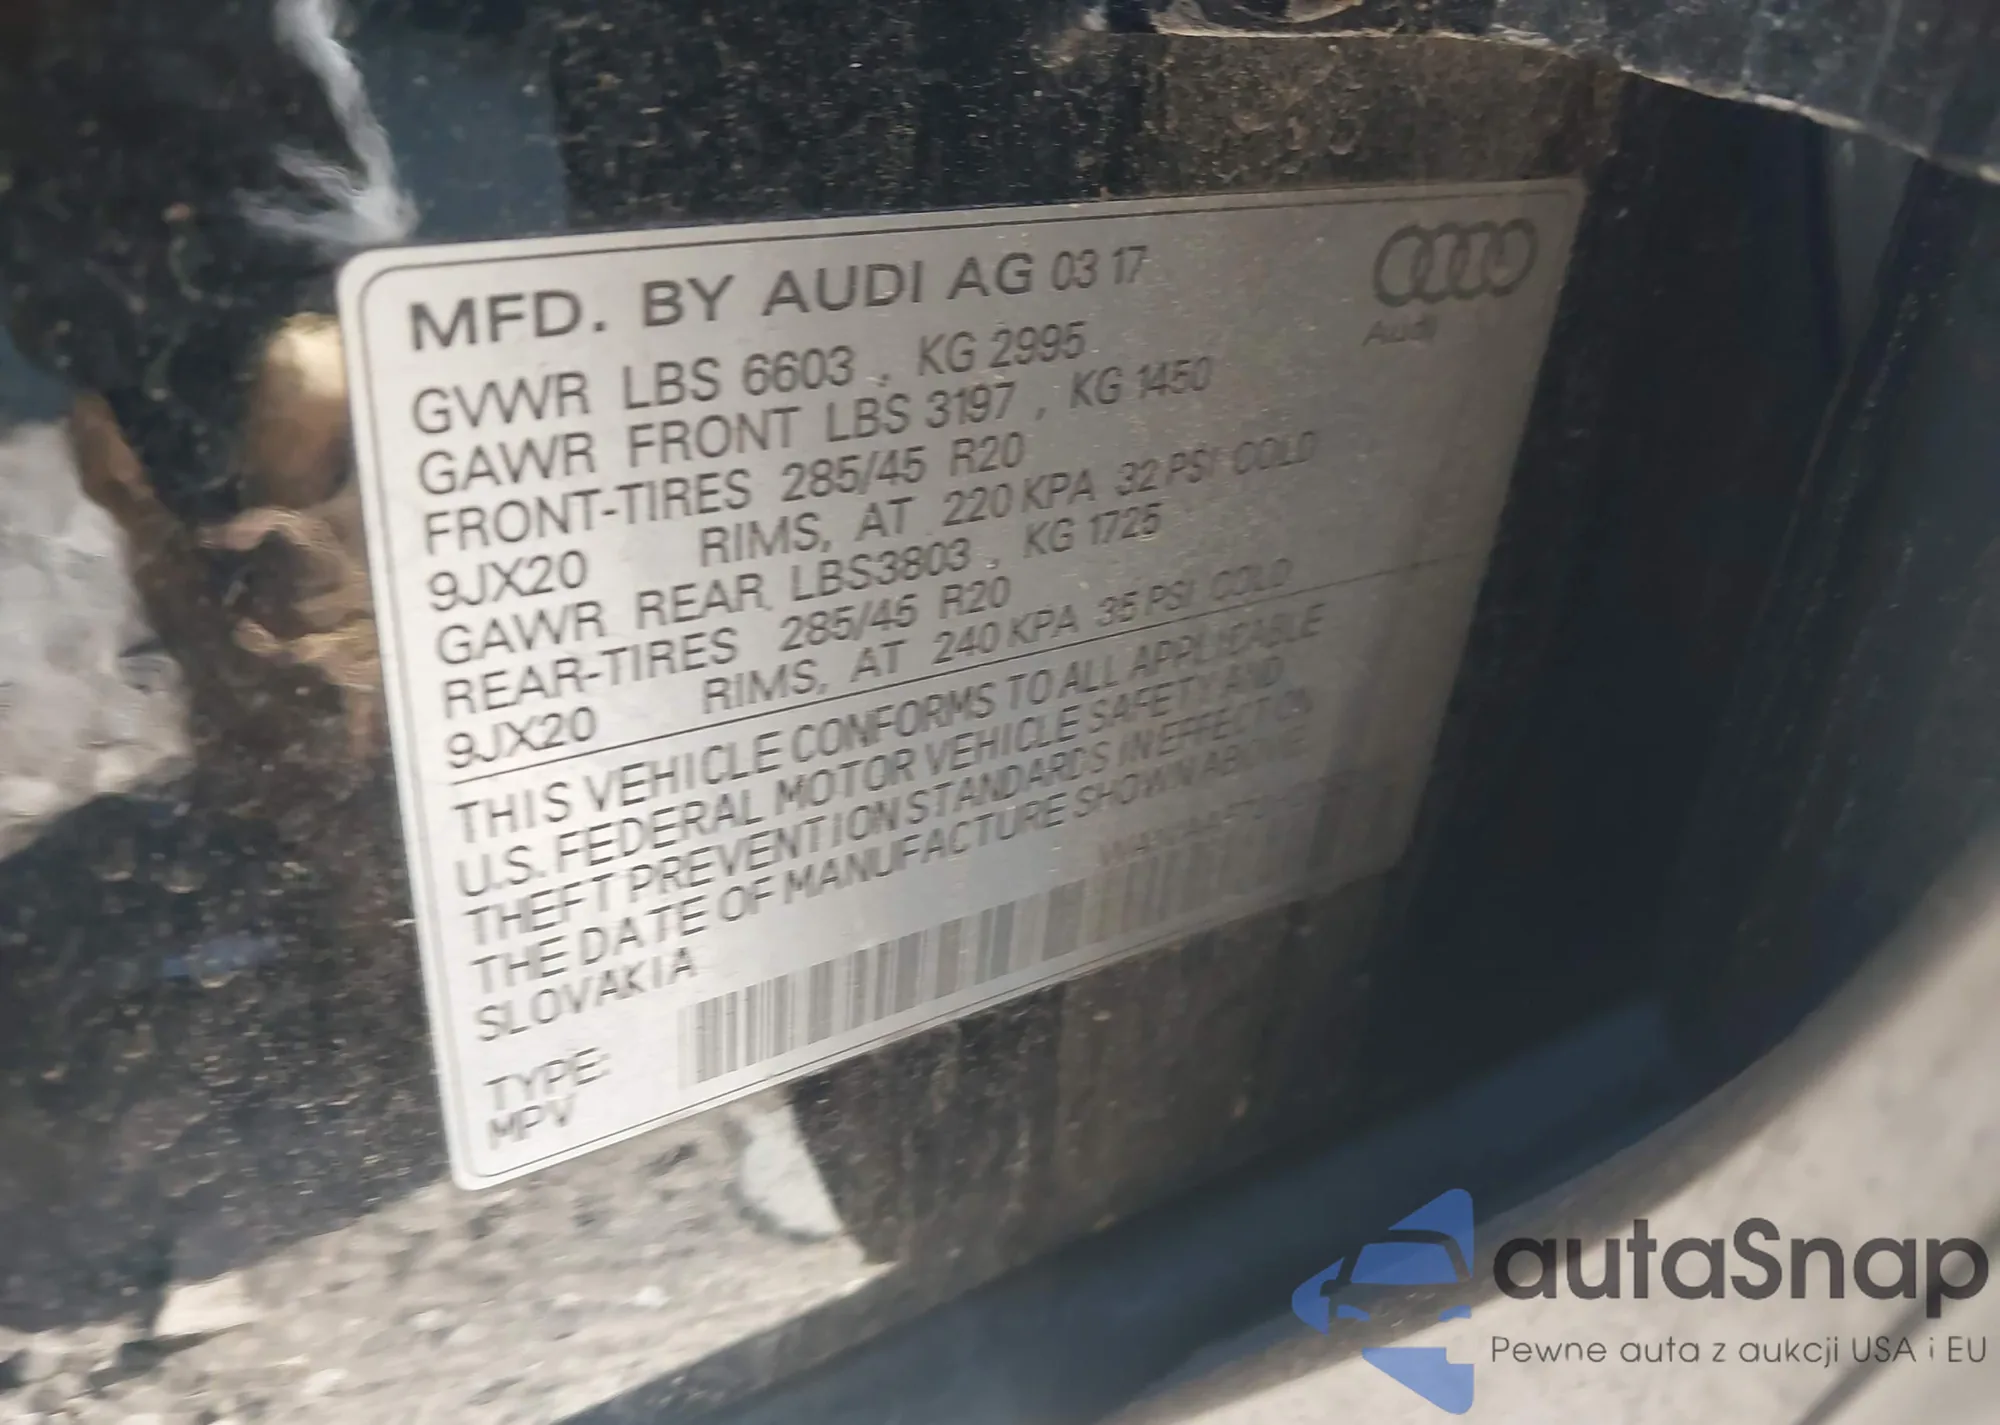 MFD. BY AUDI AG 03 17
GVWR LBS 6603 , KG 2995
GAWR FRONT LBS 3197 , KG 1450
FRONT-TIRES 285/45 R20
9JX20 RIMS, AT 220 KPA 32 PSI COLD
GAWR REAR LBS3803 , KG 1725
REAR-TIRES 285/45 R20
9JX20 RIMS, AT 240 KPA 35 PSI COLD
THIS VEHICLE CONFORMS TO ALL APPLICABLE
U.S. FEDERAL MOTOR VEHICLE SAFETY AND
THEFT PREVENTION STANDARDS IN EFFECT ON
THE DATE OF MANUFACTURE SHOWN ABOVE
SLOVAKIA
TYPE:
MPV
Audi
autaSnap
Pewne auta z aukcji USA i EU